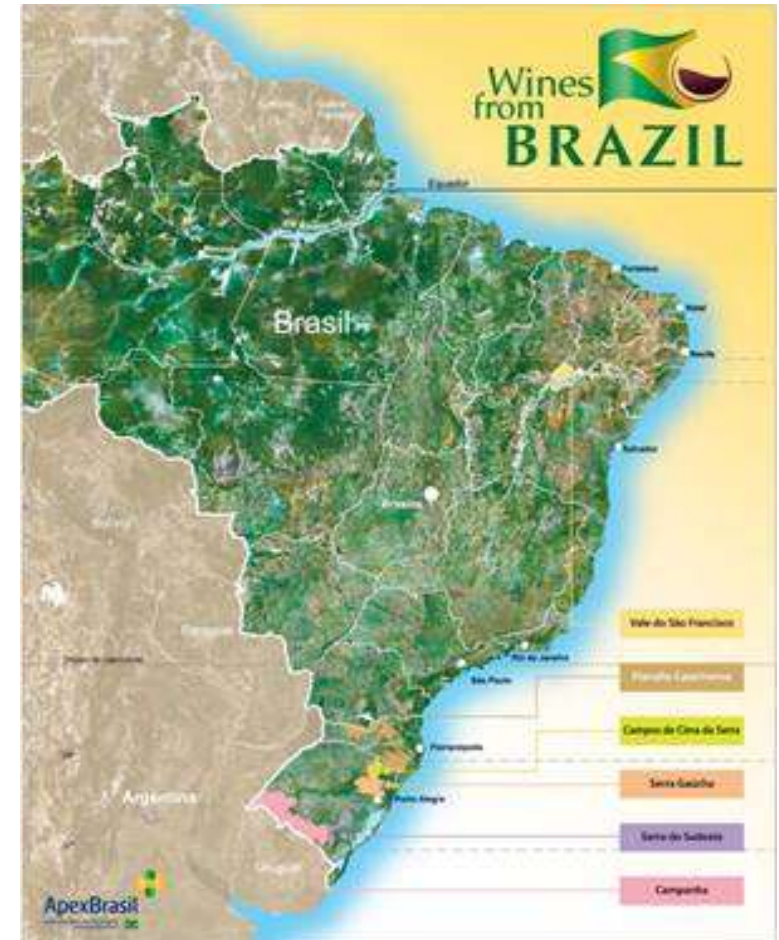 Wines
from
BRAZIL
Equador
Fortaleza
Natal
Brasil
Recife
Salvador
Brasília
Vale do São Francisco
Rio de Janeiro
São Paulo
Planalto Catarinense
Campos de Cima da Serra
Florianópolis
Serra Gaúcha
Argentina
Porto Alegre
Serra do Sudeste
Uruguai
Campanha
ApexBrasil